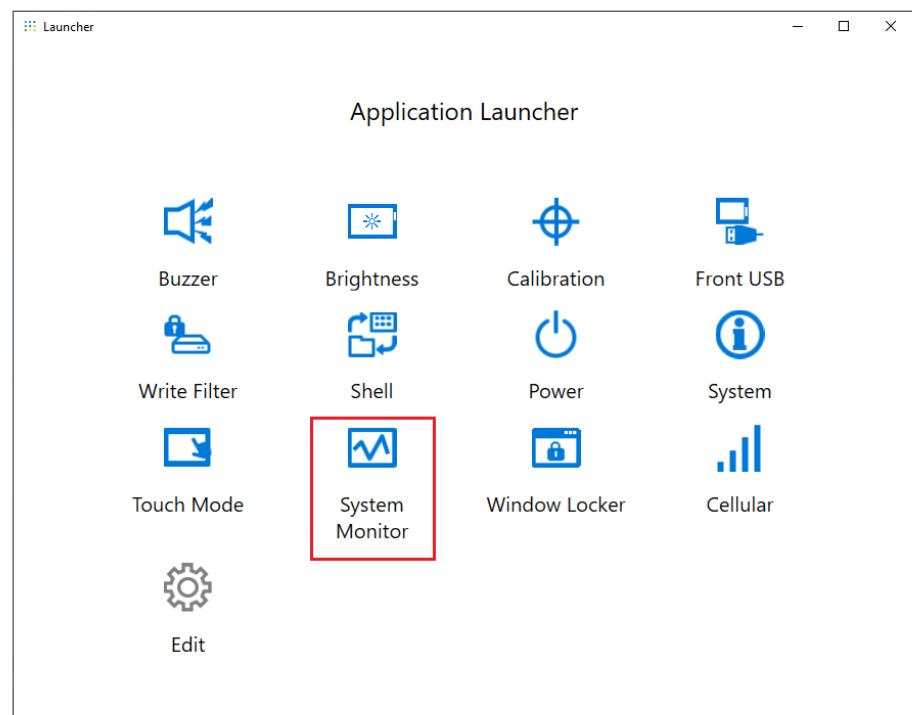 Launcher
Application Launcher
Buzzer
Brightness
Calibration
Front USB
Write Filter
Shell
Power
System
Touch Mode
System
Monitor
Window Locker
Cellular
Edit